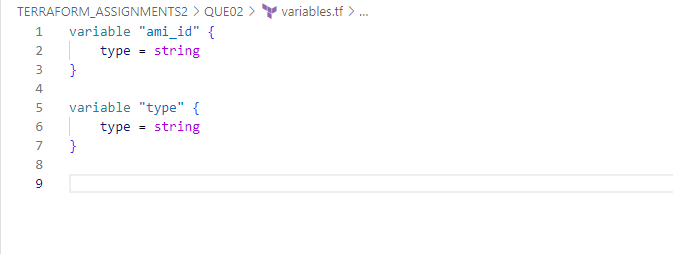 TERRAFORM_ASSIGNMENTS2 > QUE02 > variables.tf > ...
1 variable "ami_id" {
2     type = string
3 }
4
5 variable "type" {
6     type = string
7 }
8
9